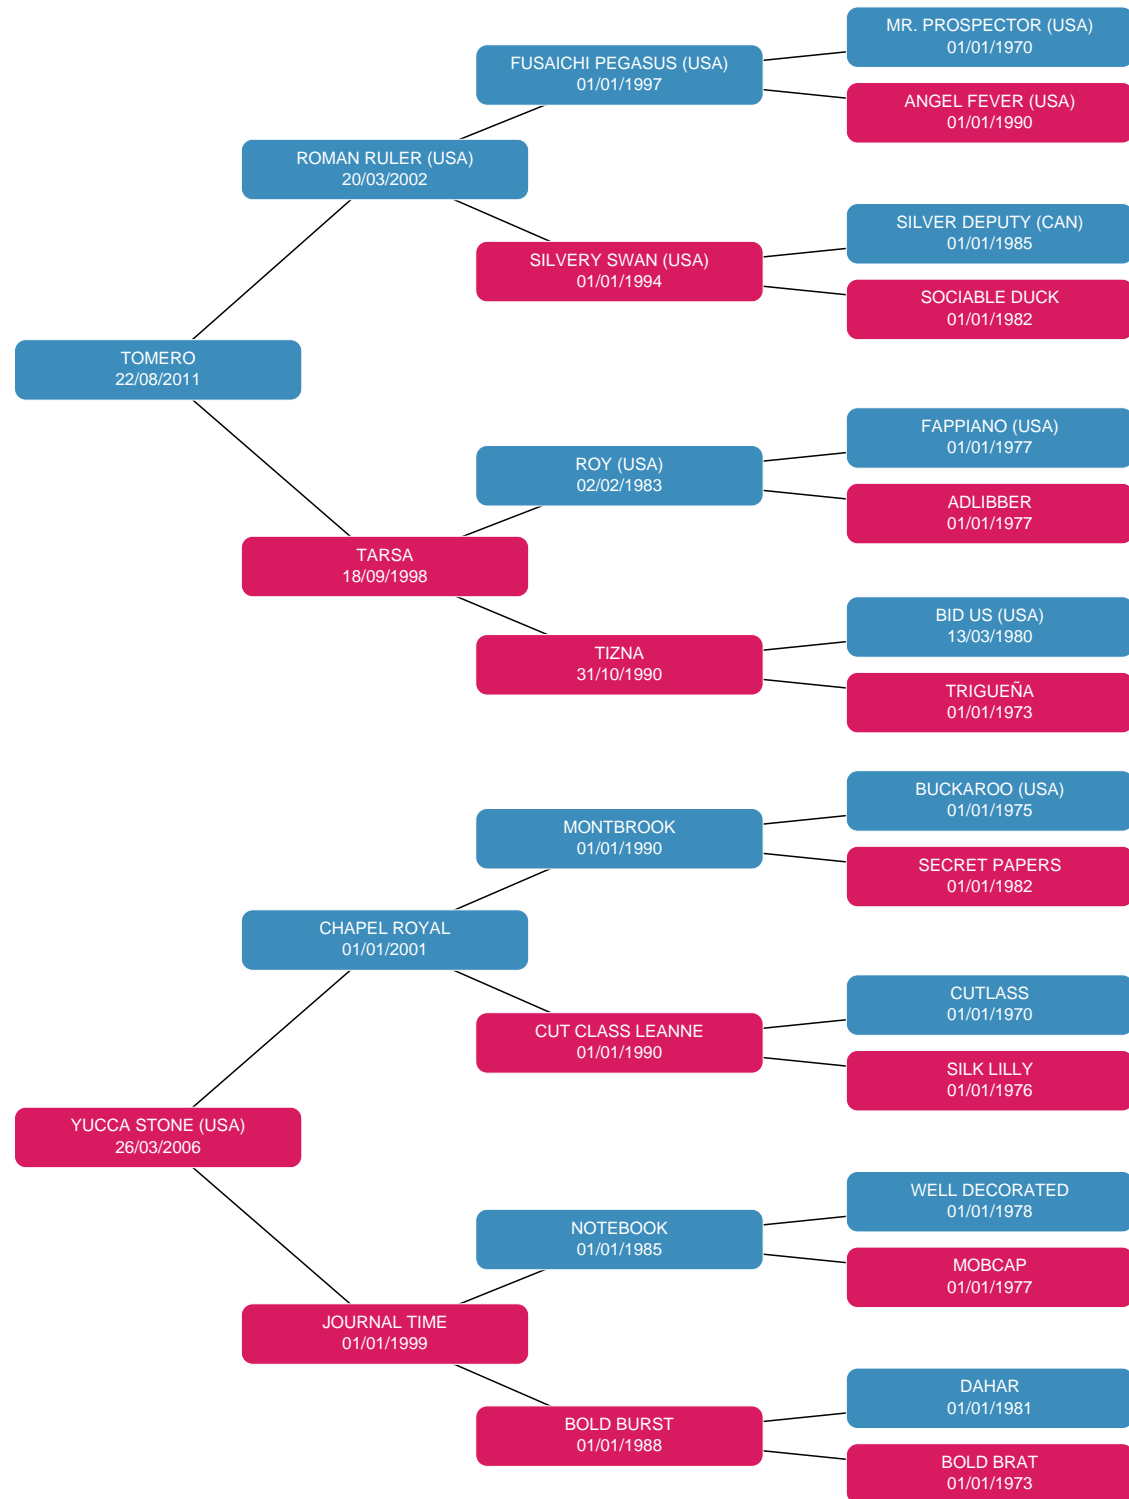 MR. PROSPECTOR (USA)
01/01/1970
FUSAICHI PEGASUS (USA)
01/01/1997
ANGEL FEVER (USA)
01/01/1990
ROMAN RULER (USA)
20/03/2002
SILVER DEPUTY (CAN)
01/01/1985
SILVERY SWAN (USA)
01/01/1994
SOCIABLE DUCK
01/01/1982
TOMERO
22/08/2011
FAPPIANO (USA)
01/01/1977
ROY (USA)
02/02/1983
ADLIBBER
01/01/1977
TARSA
18/09/1998
BID US (USA)
13/03/1980
TIZNA
31/10/1990
TRIGUEÑA
01/01/1973
BUCKAROO (USA)
01/01/1975
MONTBROOK
01/01/1990
SECRET PAPERS
01/01/1982
CHAPEL ROYAL
01/01/2001
CUTLASS
01/01/1970
CUT CLASS LEANNE
01/01/1990
SILK LILLY
01/01/1976
YUCCA STONE (USA)
26/03/2006
WELL DECORATED
01/01/1978
NOTEBOOK
01/01/1985
MOBCAP
01/01/1977
JOURNAL TIME
01/01/1999
DAHAR
01/01/1981
BOLD BURST
01/01/1988
BOLD BRAT
01/01/1973